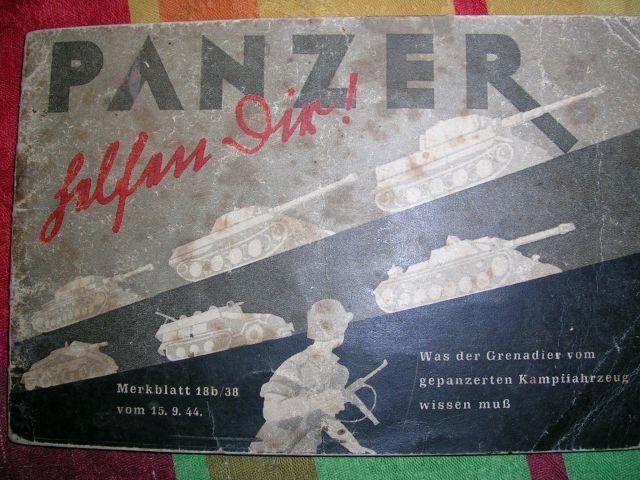 PANZER
helfen Dir!
Merkblatt 18b/38
vom 15. 9. 44.
Was der Grenadier vom
gepanzerten Kampffahrzeug
wissen muß